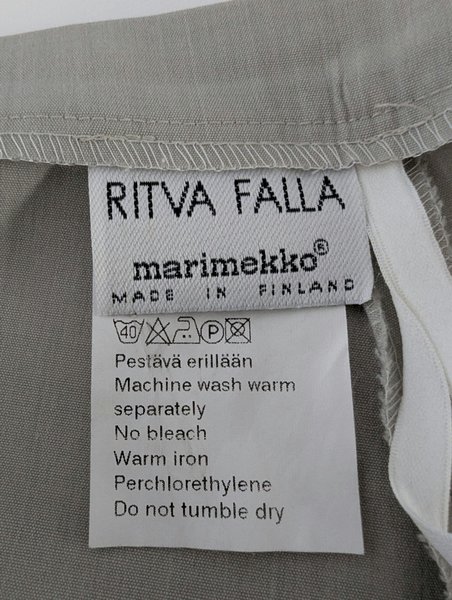 RITVA FALLA
marimekko®
MADE IN FINLAND
40 P
Pestävä erillään
Machine wash warm
separately
No bleach
Warm iron
Perchlorethylene
Do not tumble dry